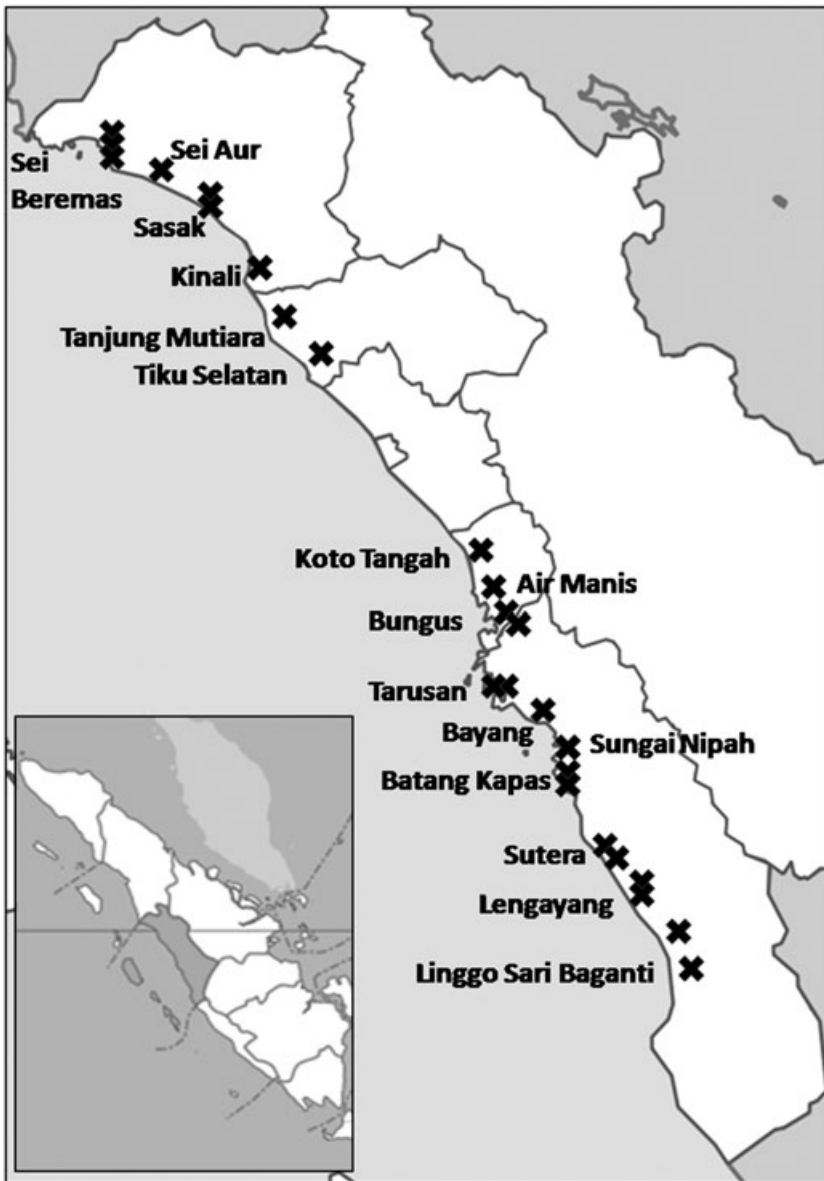 Sei Aur
Sei
Beremas
Sasak
Kinali
Tanjung Mutiara
Tiku Selatan
Koto Tangah
Air Manis
Bungus
Tarusan
Bayang
Sungai Nipah
Batang Kapas
Sutera
Lengayang
Linggo Sari Baganti